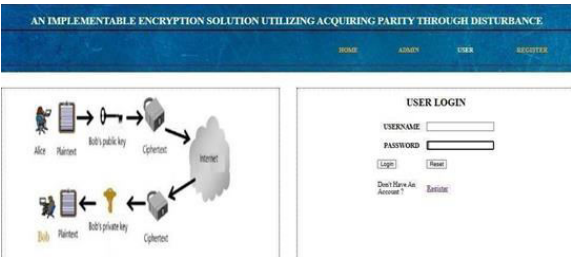 AN IMPLEMENTABLE ENCRYPTION SOLUTION UTILIZING ACQUIRING PARITY THROUGH DISTURBANCE
HOME ADMIN USER REGISTER
Alice Plaintext Bob's public key Ciphertext
Internet
Bob Plaintext Bob's private key Ciphertext
USER LOGIN
USERNAME
PASSWORD
Login Reset
Don't Have An
Account ? Register